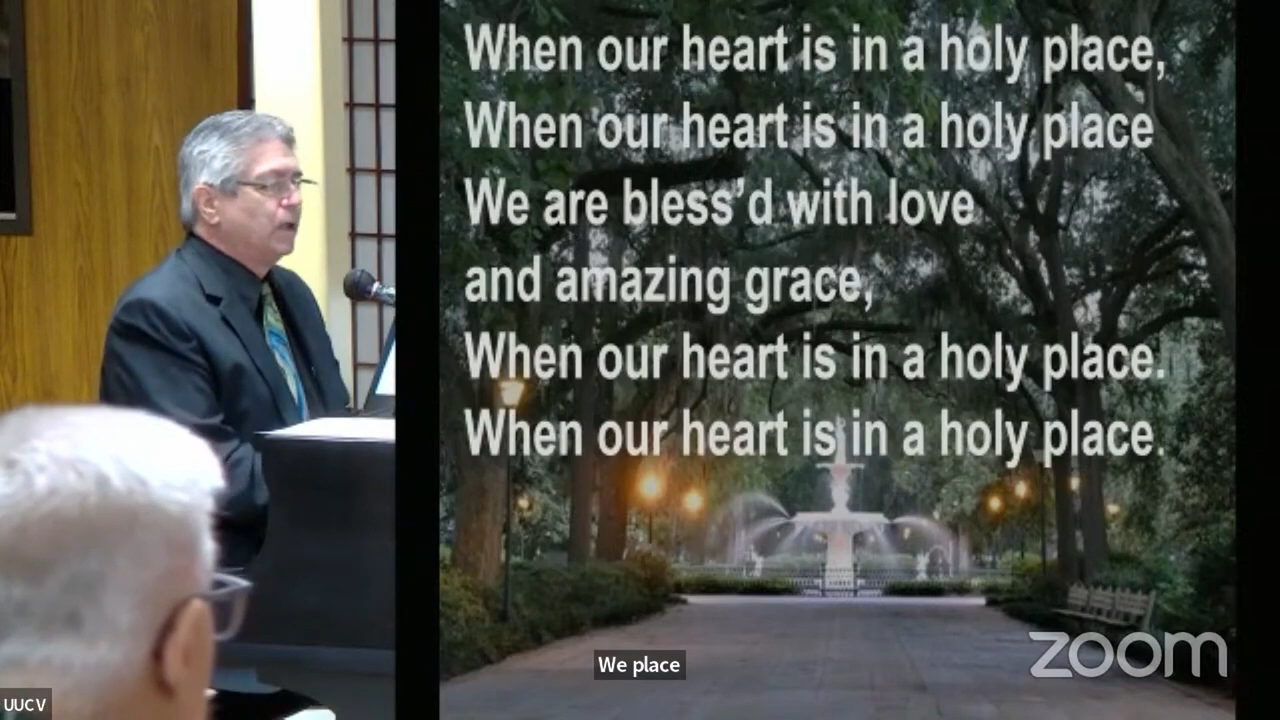 When our heart is in a holy place,
When our heart is in a holy place
We are bless’d with love
and amazing grace,
When our heart is in a holy place.
When our heart is in a holy place.
We place
zoom
UUCV